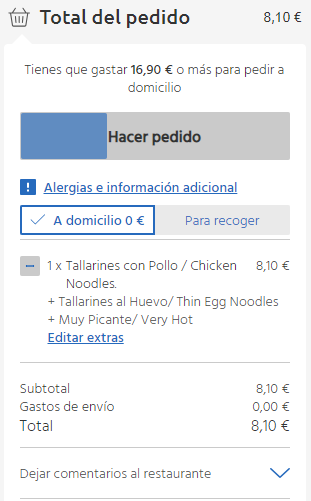 Total del pedido 8,10 €
Tienes que gastar 16,90 € o más para pedir a
domicilio
Hacer pedido
Alergias e información adicional
A domicilio 0 € Para recoger
1 x Tallarines con Pollo / Chicken 8,10 €
Noodles.
+ Tallarines al Huevo/ Thin Egg Noodles
+ Muy Picante/ Very Hot
Editar extras
Subtotal 8,10 €
Gastos de envío 0,00 €
Total 8,10 €
Dejar comentarios al restaurante